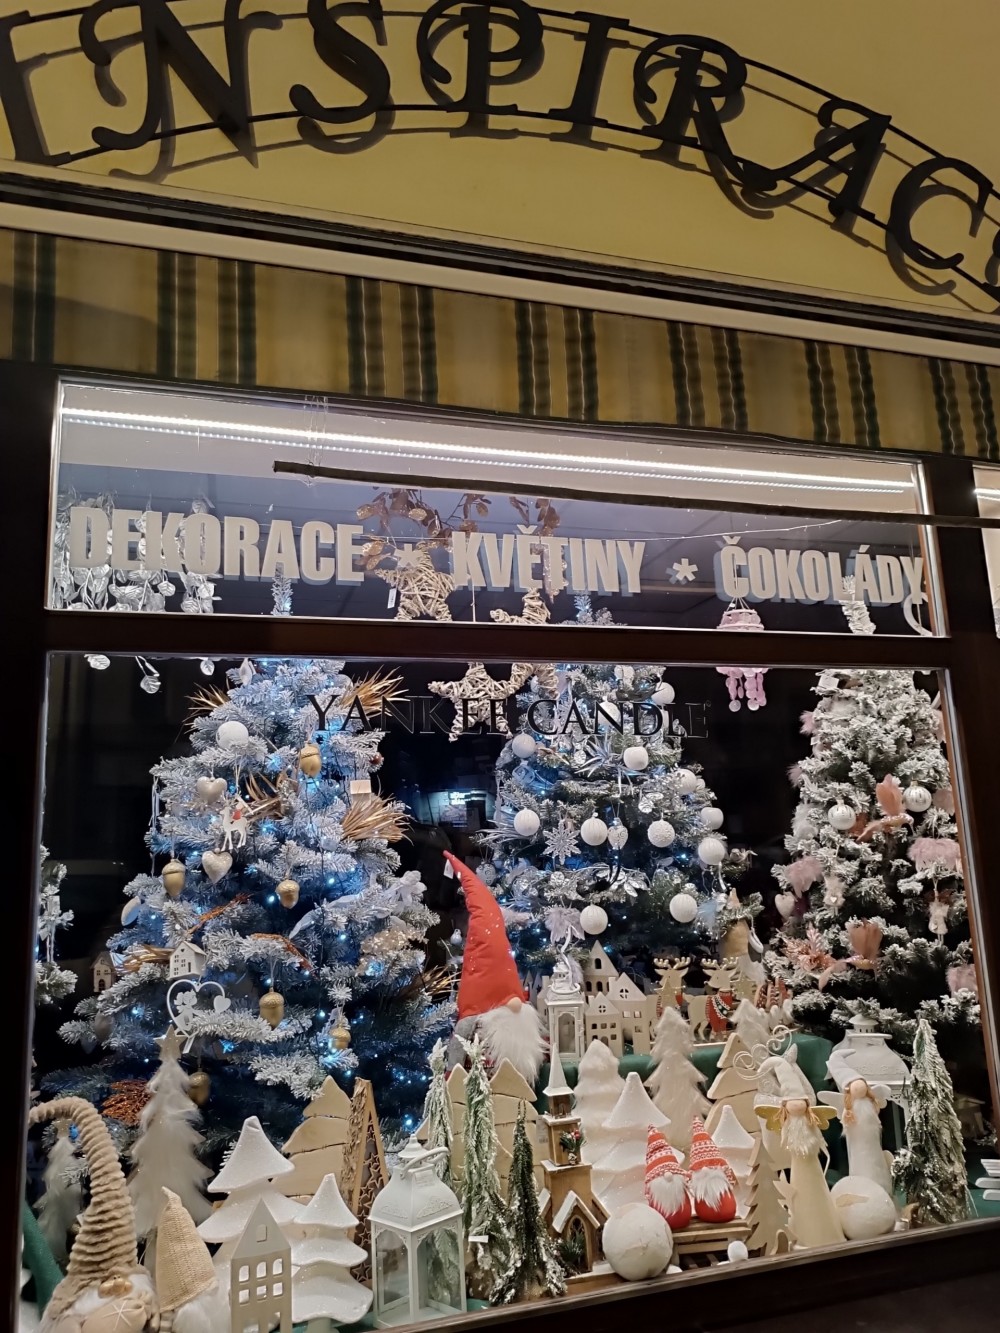 INSPIRACE
DEKORACE * KVĚTINY * ČOKOLÁDY
YANKEE CANDLE